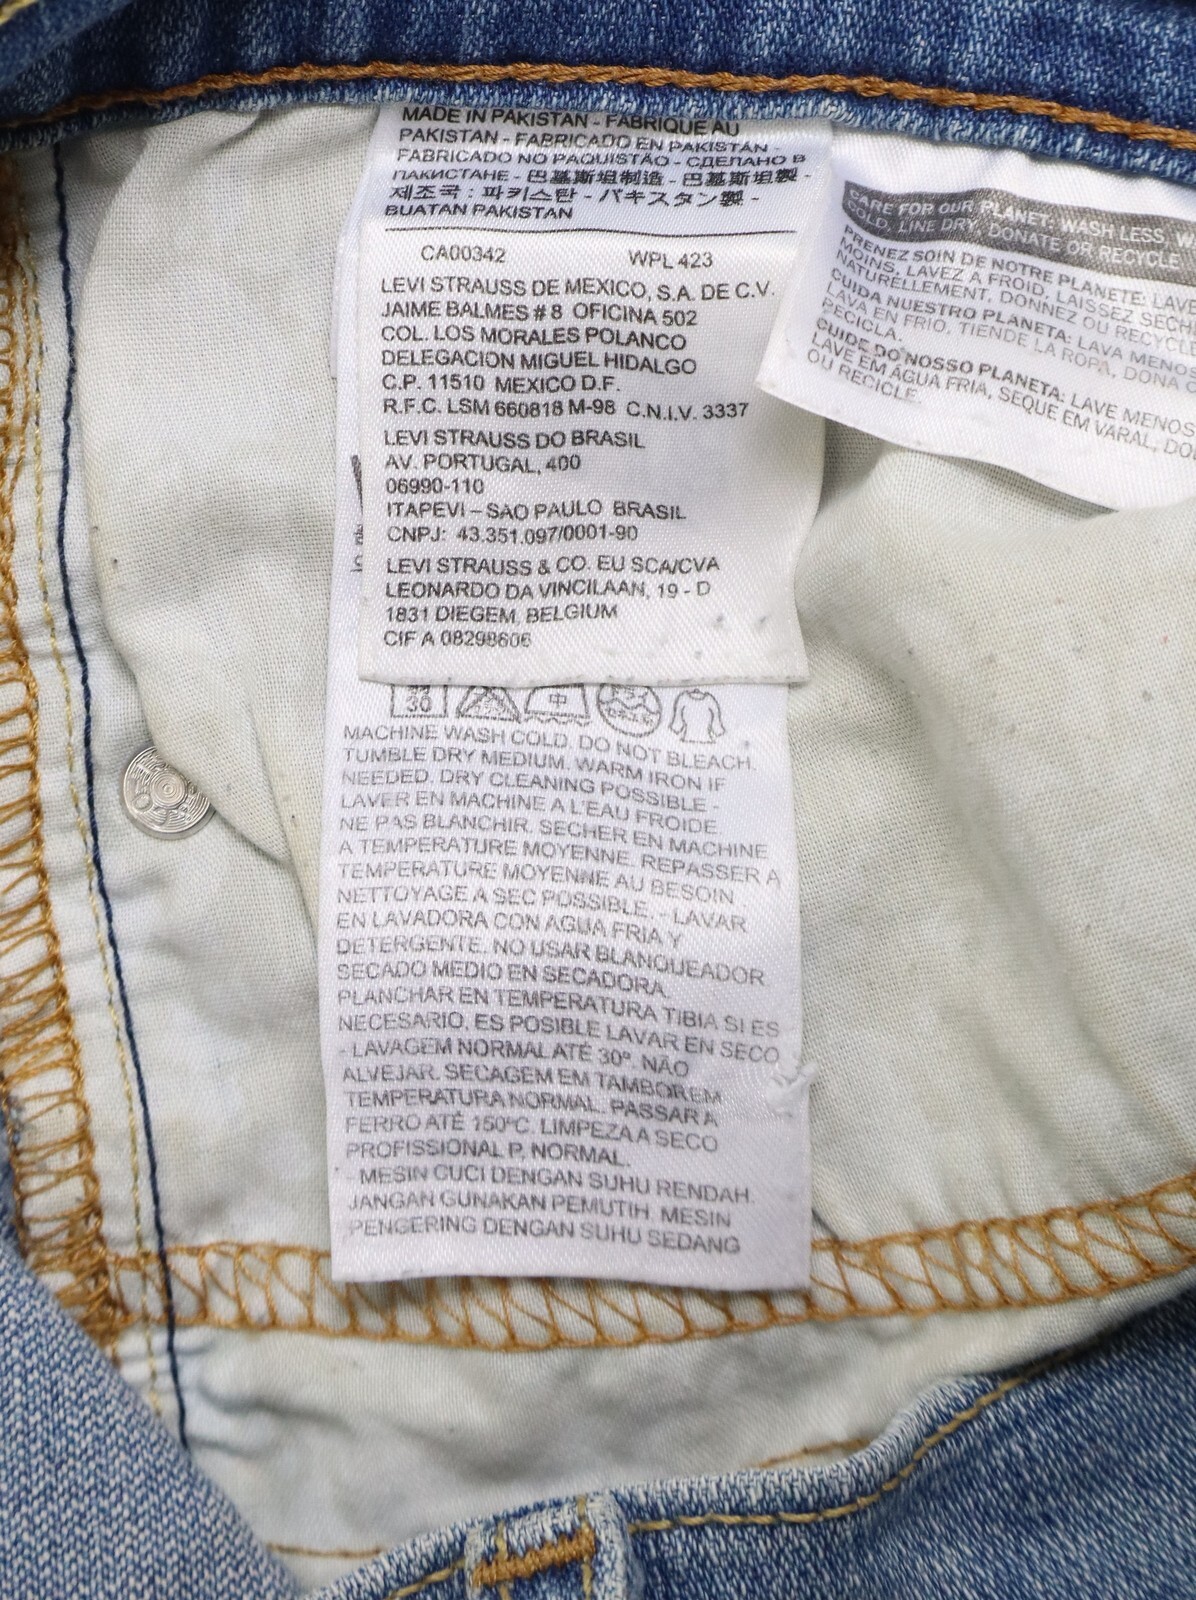 MADE IN PAKISTAN - FABRIQUE AU
PAKISTAN - FABRICADO EN PAKISTÁN -
FABRICADO NO PAQUISTÃO - СДЕЛАНО В
ПАКИСТАНЕ - 巴基斯坦制造 - 巴基斯坦製 -
제조국 : 파키스탄 - パキスタン製 -
BUATAN PAKISTAN
CA00342 WPL 423
LEVI STRAUSS DE MEXICO, S.A. DE C.V.
JAIME BALMES # 8 OFICINA 502
COL. LOS MORALES POLANCO
DELEGACION MIGUEL HIDALGO
C.P. 11510 MEXICO D.F.
R.F.C. LSM 660818 M-98 C.N.I.V. 3337
LEVI STRAUSS DO BRASIL
AV. PORTUGAL, 400
06990-110
ITAPEVI – SAO PAULO BRASIL
CNPJ: 43.351.097/0001-90
LEVI STRAUSS & CO. EU SCA/CVA
LEONARDO DA VINCILAAN, 19 - D
1831 DIEGEM, BELGIUM
CIF A 08298606
30
中
MACHINE WASH COLD. DO NOT BLEACH.
TUMBLE DRY MEDIUM. WARM IRON IF
NEEDED. DRY CLEANING POSSIBLE -
LAVER EN MACHINE A L'EAU FROIDE.
NE PAS BLANCHIR. SECHER EN MACHINE
A TEMPERATURE MOYENNE. REPASSER A
TEMPERATURE MOYENNE AU BESOIN.
NETTOYAGE A SEC POSSIBLE. - LAVAR
EN LAVADORA CON AGUA FRIA Y
DETERGENTE. NO USAR BLANQUEADOR
SECADO MEDIO EN SECADORA.
PLANCHAR EN TEMPERATURA TIBIA SI ES
NECESARIO. ES POSIBLE LAVAR EN SECO
- LAVAGEM NORMAL ATÉ 30º. NÃO
ALVEJAR. SECAGEM EM TAMBOREM
TEMPERATURA NORMAL. PASSAR A
FERRO ATÉ 150ºC. LIMPEZA A SECO
PROFISSIONAL P, NORMAL.
- MESIN CUCI DENGAN SUHU RENDAH.
JANGAN GUNAKAN PEMUTIH. MESIN
PENGERING DENGAN SUHU SEDANG
CARE FOR OUR PLANET: WASH LESS,
COLD, LINE DRY, DONATE OR RECYCLE
PRENEZ SOIN DE NOTRE PLANETE:
MOINS, LAVEZ A FROID, LAISSEZ
NATURELLEMENT, DONNEZ OU
CUIDA NUESTRO PLANETA: LAVA MENOS
LAVA EN FRIO, TIENDE LA ROPA, DONA
RECICLA.
CUIDE DO NOSSO PLANETA: LAVE MENOS
LAVE EM ÁGUA FRIA, SEQUE EM VARAL,
OU RECICLE.